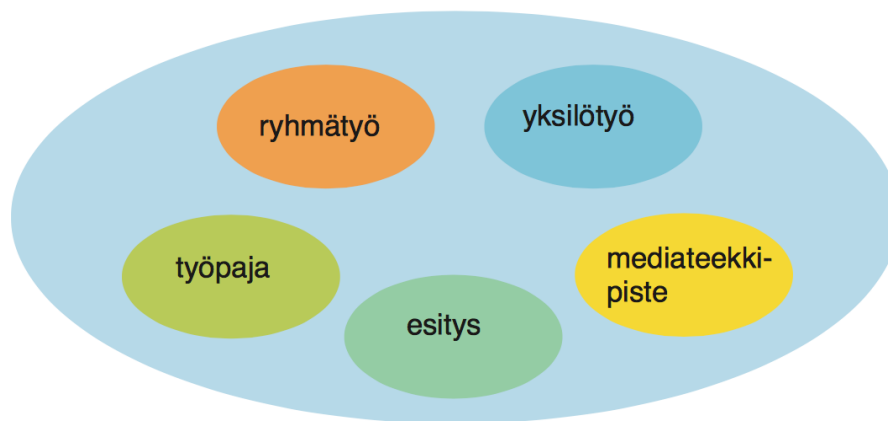 ryhmätyö
yksilötyö
työpaja
mediateekki-
piste
esitys